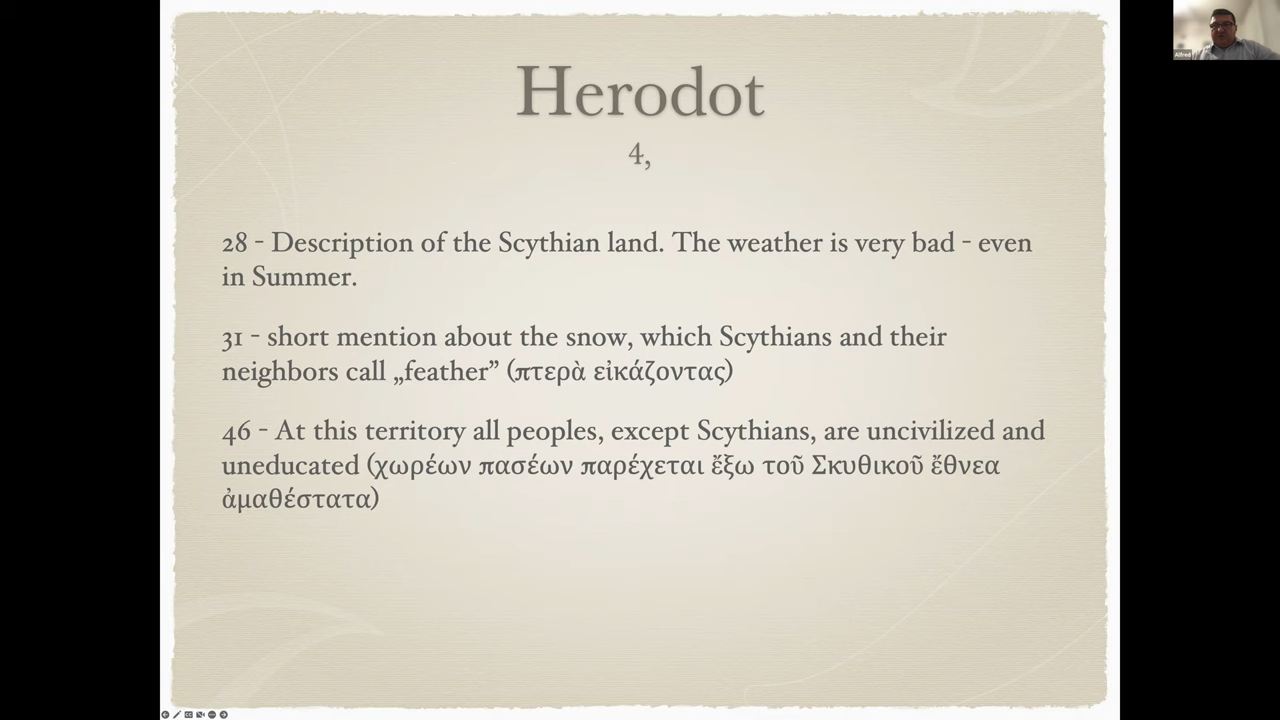 Herodot
4,
28 - Description of the Scythian land. The weather is very bad - even
in Summer.
31 - short mention about the snow, which Scythians and their
neighbors call „feather” (πτερὰ εἰκάζοντας)
46 - At this territory all peoples, except Scythians, are uncivilized and
uneducated (χωρέων πασέων παρέχεται ἔξω τοῦ Σκυθικοῦ ἔθνεα
ἀμαθέστατα)